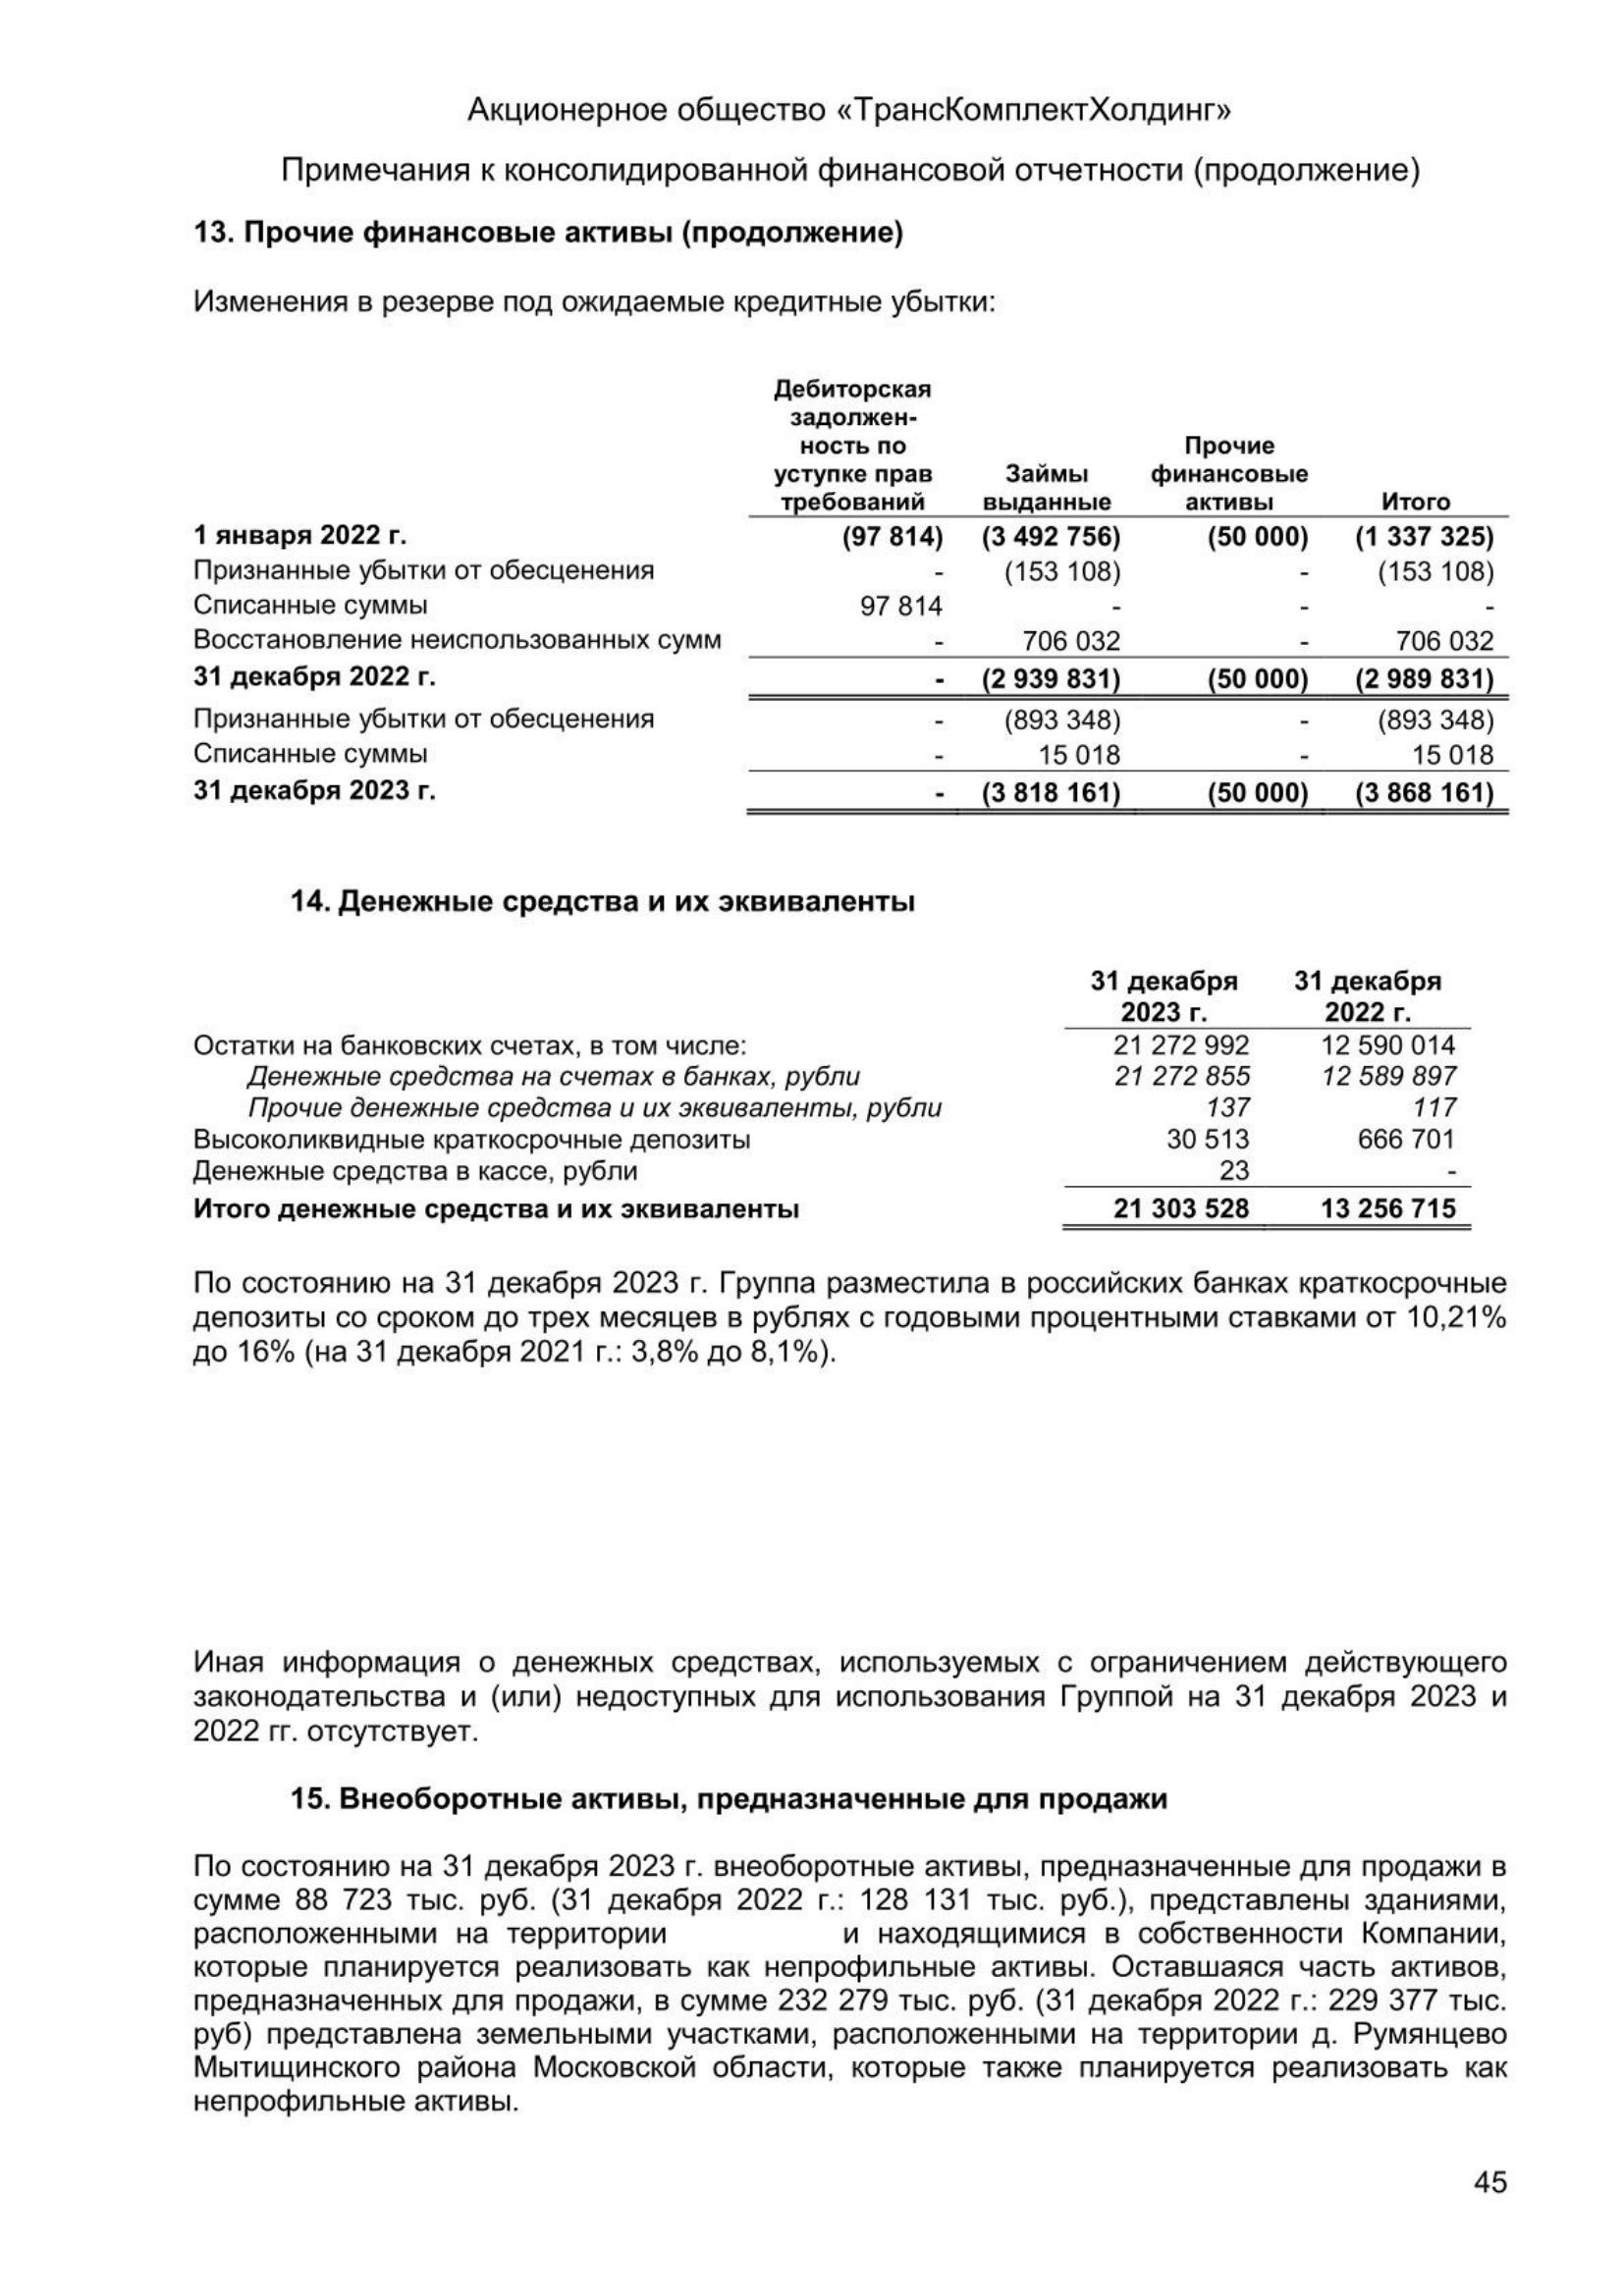 Акционерное общество «ТрансКомплектХолдинг»
Примечания к консолидированной финансовой отчетности (продолжение)
13. Прочие финансовые активы (продолжение)
Изменения в резерве под ожидаемые кредитные убытки:
Дебиторская
задолжен-
ность по Прочие
уступке прав Займы финансовые
требований выданные активы Итого
1 января 2022 г. (97 814) (3 492 756) (50 000) (1 337 325)
Признанные убытки от обесценения - (153 108) - (153 108)
Списанные суммы 97 814 - - -
Восстановление неиспользованных сумм - 706 032 - 706 032
31 декабря 2022 г. - (2 939 831) (50 000) (2 989 831)
Признанные убытки от обесценения - (893 348) - (893 348)
Списанные суммы - 15 018 - 15 018
31 декабря 2023 г. - (3 818 161) (50 000) (3 868 161)
14. Денежные средства и их эквиваленты
31 декабря 31 декабря
2023 г. 2022 г.
Остатки на банковских счетах, в том числе: 21 272 992 12 590 014
Денежные средства на счетах в банках, рубли 21 272 855 12 589 897
Прочие денежные средства и их эквиваленты, рубли 137 117
Высоколиквидные краткосрочные депозиты 30 513 666 701
Денежные средства в кассе, рубли 23 -
Итого денежные средства и их эквиваленты 21 303 528 13 256 715
По состоянию на 31 декабря 2023 г. Группа разместила в российских банках краткосрочные
депозиты со сроком до трех месяцев в рублях с годовыми процентными ставками от 10,21%
до 16% (на 31 декабря 2021 г.: 3,8% до 8,1%).
Иная информация о денежных средствах, используемых с ограничением действующего
законодательства и (или) недоступных для использования Группой на 31 декабря 2023 и
2022 гг. отсутствует.
15. Внеоборотные активы, предназначенные для продажи
По состоянию на 31 декабря 2023 г. внеоборотные активы, предназначенные для продажи в
сумме 88 723 тыс. руб. (31 декабря 2022 г.: 128 131 тыс. руб.), представлены зданиями,
расположенными на территории и находящимися в собственности Компании,
которые планируется реализовать как непрофильные активы. Оставшаяся часть активов,
предназначенных для продажи, в сумме 232 279 тыс. руб. (31 декабря 2022 г.: 229 377 тыс.
руб) представлена земельными участками, расположенными на территории д. Румянцево
Мытищинского района Московской области, которые также планируется реализовать как
непрофильные активы.
45